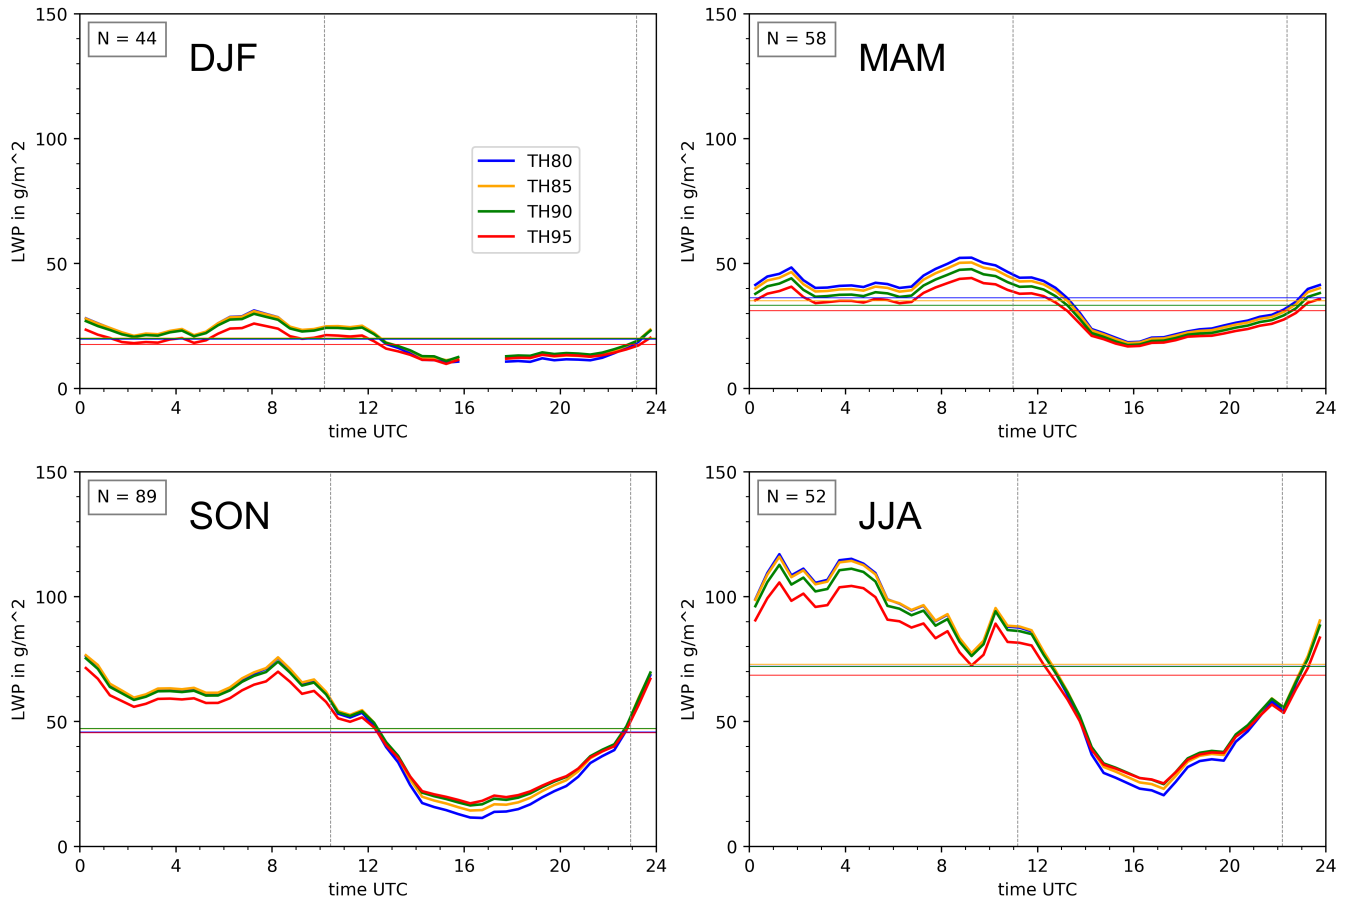 150
100
50
0
LWP in g/m^2
N = 44
DJF
TH80
TH85
TH90
TH95
0 4 8 12 16 20 24
time UTC
150
100
50
0
LWP in g/m^2
N = 58
MAM
0 4 8 12 16 20 24
time UTC
150
100
50
0
LWP in g/m^2
N = 89
SON
0 4 8 12 16 20 24
time UTC
150
100
50
0
LWP in g/m^2
N = 52
JJA
0 4 8 12 16 20 24
time UTC